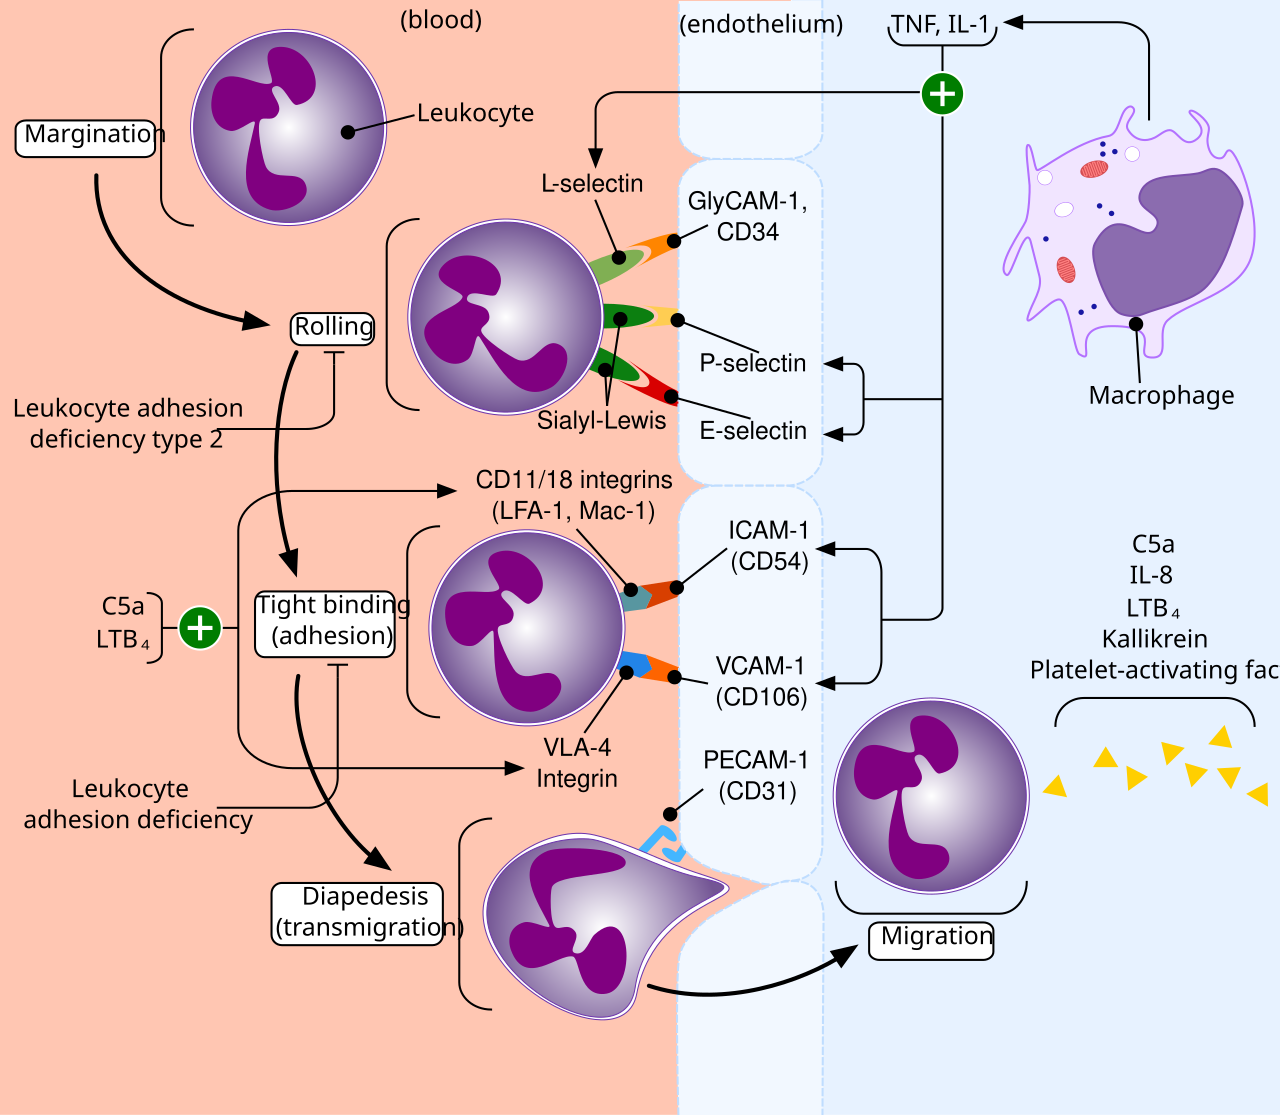 (blood)
(endothelium)
TNF, IL-1
Leukocyte
Margination
L-selectin
GlyCAM-1,
CD34
Rolling
P-selectin
Macrophage
Leukocyte adhesion
deficiency type 2
Sialyl-Lewis
E-selectin
CD11/18 integrins
(LFA-1, Mac-1)
ICAM-1
(CD54)
C5a
IL-8
LTB₄
Kallikrein
Platelet-activating fac
C5a
LTB₄
Tight binding
(adhesion)
VCAM-1
(CD106)
VLA-4
Integrin
PECAM-1
(CD31)
Leukocyte
adhesion deficiency
Diapedesis
(transmigration)
Migration